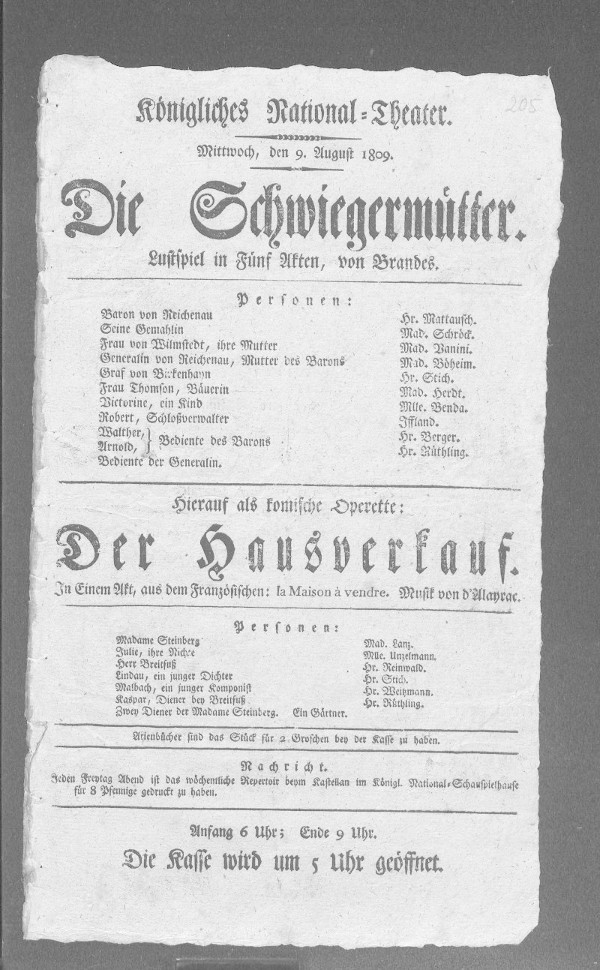 205
Königliches National=Theater.
Mittwoch, den 9. August 1809.
Die Schwiegermütter.
Lustspiel in Fünf Akten, von Brandes.
Personen:
Baron von Reichenau Hr. Mattausch.
Seine Gemahlin Mad. Schröck.
Frau von Wilmstedt, ihre Mutter Mad. Vanini.
Generalin von Reichenau, Mutter des Barons Mad. Böheim.
Graf von Birkenhayn Hr. Stich.
Frau Thomson, Bäuerin Mad. Herdt.
Victorine, ein Kind Mlle. Benda.
Robert, Schloßverwalter Iffland.
Walther, Hr. Berger.
Arnold, } Bediente des Barons Hr. Rüthling.
Bediente der Generalin.
Hierauf als komische Operette:
Der Hausverkauf.
In Einem Akt, aus dem Französischen: la Maison à vendre. Musik von d'Alayrac.
Personen:
Madame Steinberg Mad. Lanz.
Julie, ihre Nichte Mlle. Unzelmann.
Herr Breitfuß Hr. Reinwald.
Lindau, ein junger Dichter Hr. Stich.
Malbach, ein junger Komponist Hr. Weitzmann.
Kaspar, Diener bey Breitfuß Hr. Rüthling.
Zwey Diener der Madame Steinberg. Ein Gärtner.
Arienbücher sind das Stück für 2 Groschen bey der Kasse zu haben.
Nachricht.
Jeden Freytag Abend ist das wöchentliche Repertoir beym Kastellan im Königl. National=Schauspielhause
für 8 Pfennige gedruckt zu haben.
Anfang 6 Uhr; Ende 9 Uhr.
Die Kasse wird um 5 Uhr geöffnet.